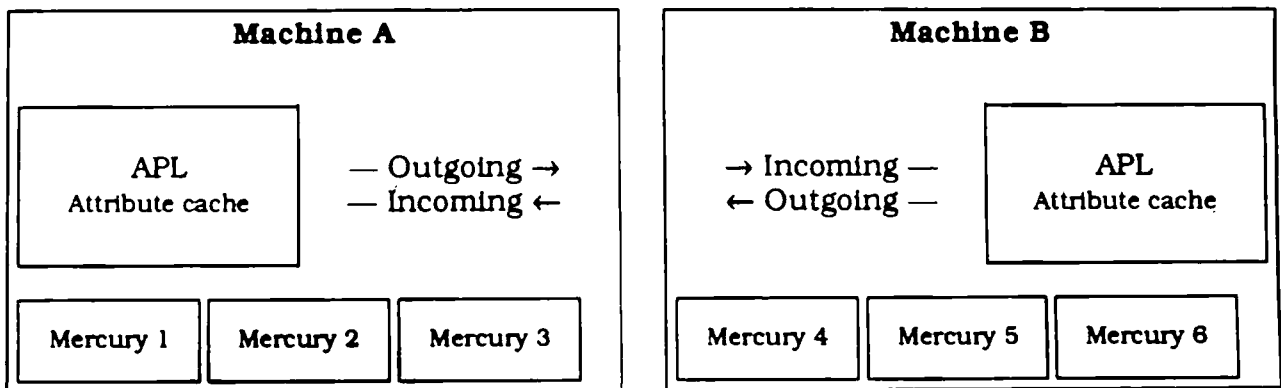 Machine A
APL
Attribute cache
— Outgoing →
— Incoming ←
Mercury 1
Mercury 2
Mercury 3
Machine B
→ Incoming —
← Outgoing —
APL
Attribute cache
Mercury 4
Mercury 5
Mercury 6